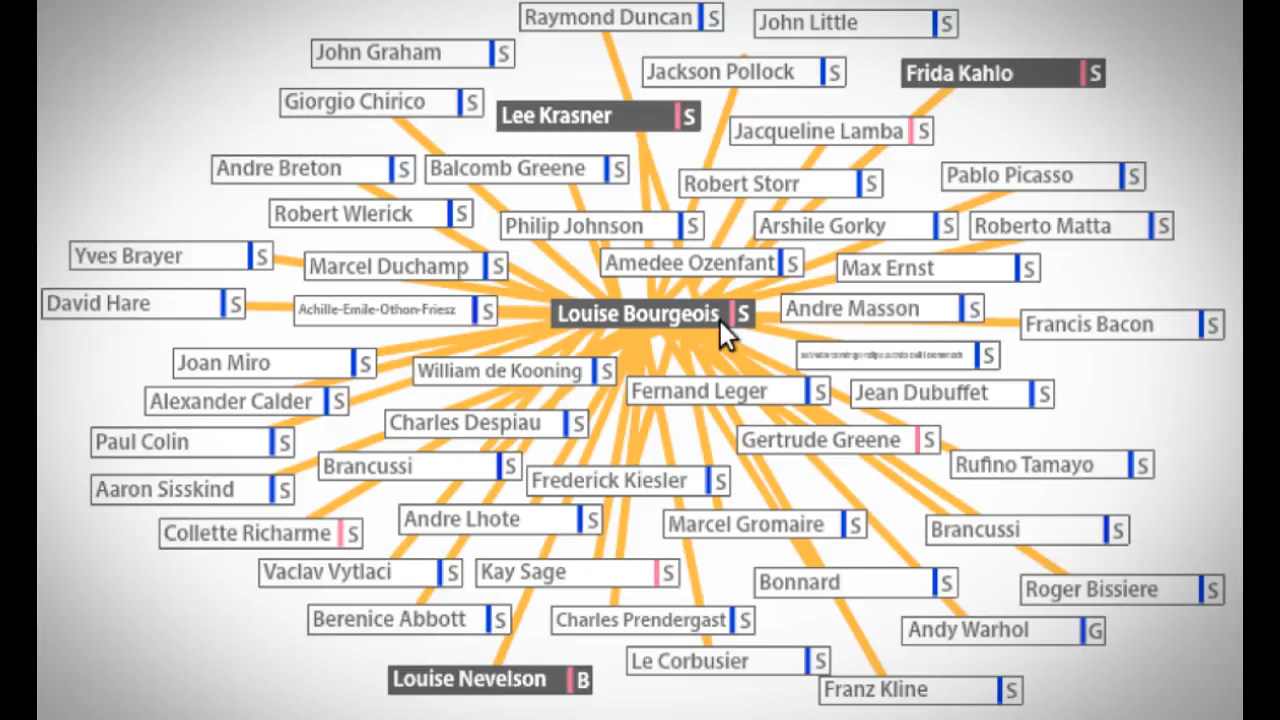 Raymond Duncan S
John Little S
John Graham S
Jackson Pollock S
Frida Kahlo S
Giorgio Chirico S
Lee Krasner S
Jacqueline Lamba S
Andre Breton S
Balcomb Greene S
Robert Storr S
Pablo Picasso S
Robert Wlerick S
Philip Johnson S
Arshile Gorky S
Roberto Matta S
Yves Brayer S
Marcel Duchamp S
Amedee Ozenfant S
Max Ernst S
David Hare S
Achille-Emile-Othon-Friesz S
Louise Bourgeois S
Andre Masson S
Francis Bacon S
S
Joan Miro S
William de Kooning S
Fernand Leger S
Jean Dubuffet S
Alexander Calder S
Charles Despiau S
Paul Colin S
Gertrude Greene S
Brancussi S
Rufino Tamayo S
Aaron Sisskind S
Frederick Kiesler S
Collette Richarme S
Andre Lhote S
Marcel Gromaire S
Brancussi S
Vaclav Vytlaci S
Kay Sage S
Bonnard S
Roger Bissiere S
Berenice Abbott S
Charles Prendergast S
Andy Warhol G
Le Corbusier S
Louise Nevelson B
Franz Kline S